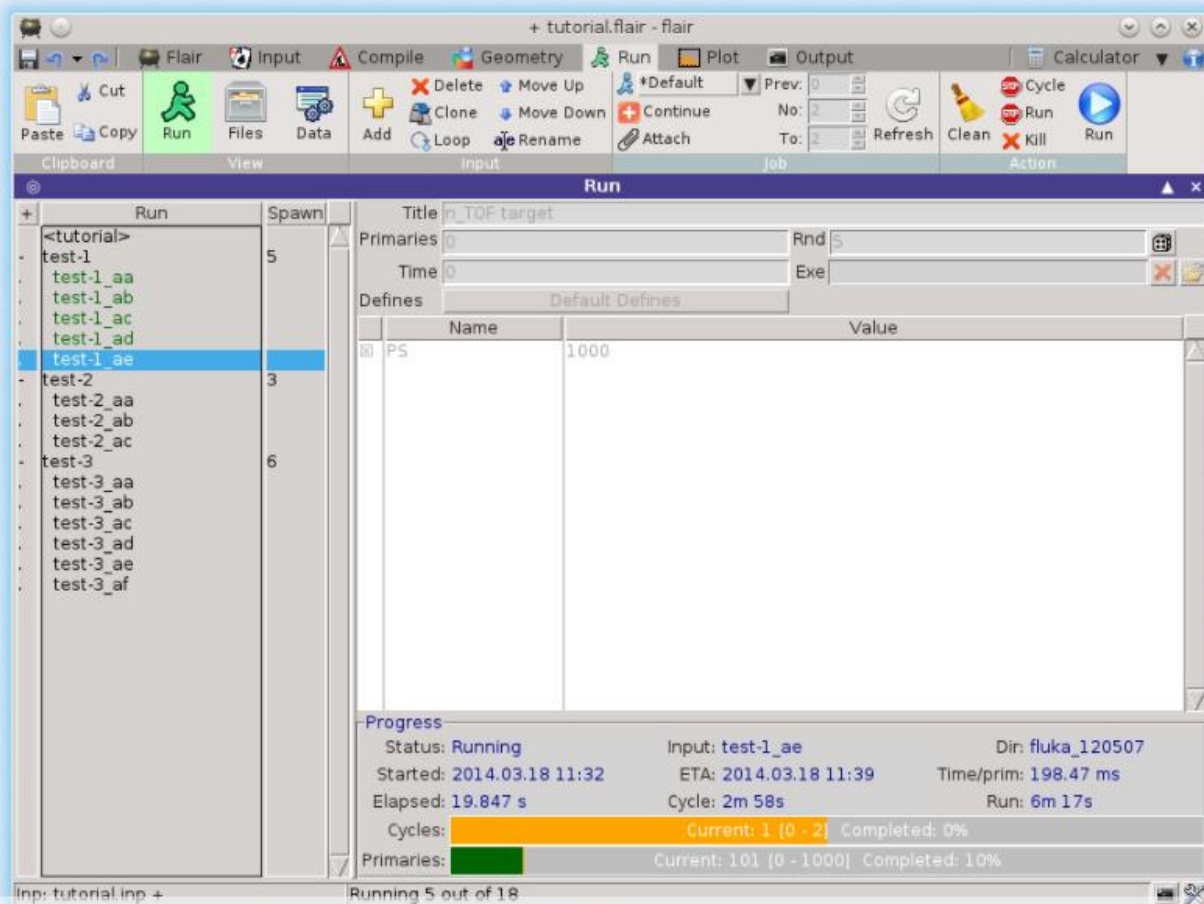 + tutorial.flair - flair
Flair Input Compile Geometry Run Plot Output Calculator
Paste Cut Copy Run Files Data Add Delete Clone Loop Move Up Move Down Rename *Default Continue Attach Prev: 0 No: 2 To: 2 Refresh Clean Cycle Run Kill Run
Clipboard View Input Job Action
Run
+ Run Spawn
<tutorial>
- test-1 5
test-1_aa
test-1_ab
test-1_ac
test-1_ad
test-1_ae
- test-2 3
test-2_aa
test-2_ab
test-2_ac
- test-3 6
test-3_aa
test-3_ab
test-3_ac
test-3_ad
test-3_ae
test-3_af
Title n_TOF target
Primaries 0 Rnd 5
Time 0 Exe
Defines Default Defines
Name Value
PS 1000
Progress
Status: Running Input: test-1_ae Dir: fluka_120507
Started: 2014.03.18 11:32 ETA: 2014.03.18 11:39 Time/prim: 198.47 ms
Elapsed: 19.847 s Cycle: 2m 58s Run: 6m 17s
Cycles: Current: 1 [0 - 2] Completed: 0%
Primaries: Current: 101 [0 - 1000] Completed: 10%
Inp: tutorial.inp + Running 5 out of 18